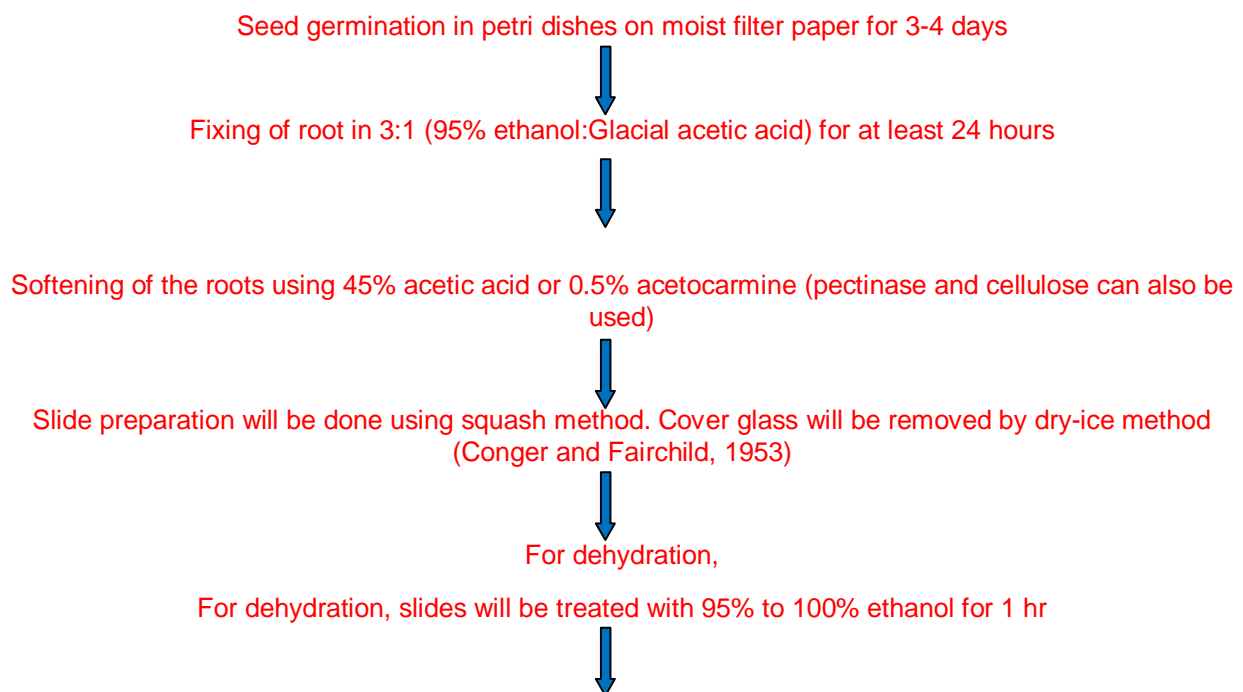 Seed germination in petri dishes on moist filter paper for 3-4 days
Fixing of root in 3:1 (95% ethanol:Glacial acetic acid) for at least 24 hours
Softening of the roots using 45% acetic acid or 0.5% acetocarmine (pectinase and cellulose can also be
used)
Slide preparation will be done using squash method. Cover glass will be removed by dry-ice method
(Conger and Fairchild, 1953)
For dehydration,
For dehydration, slides will be treated with 95% to 100% ethanol for 1 hr